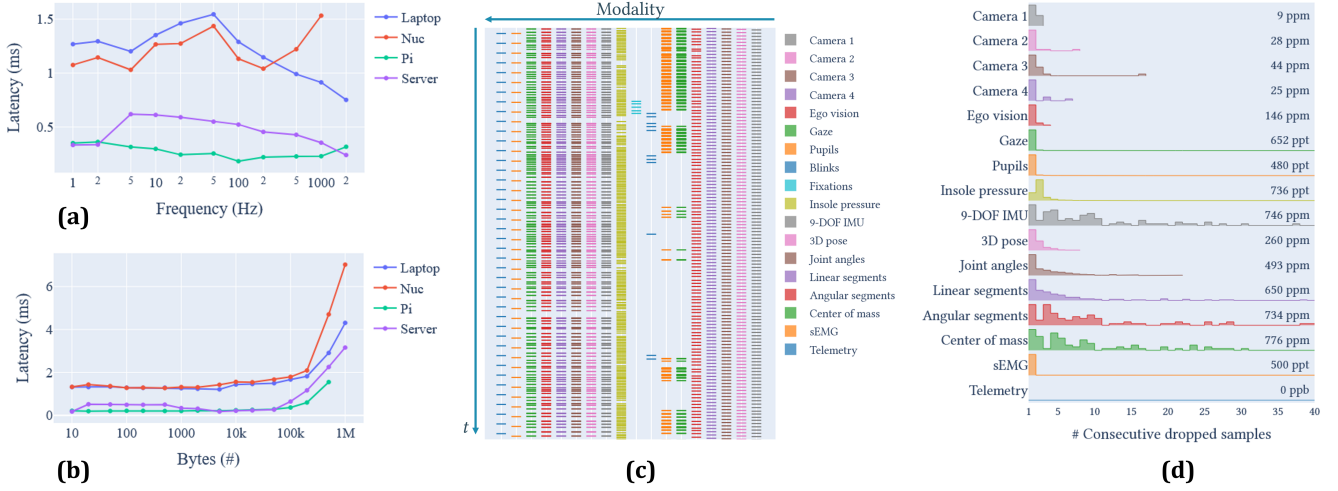 1.5
1
0.5
Latency (ms)
1
2
5
10
2
5
100
2
5
1000
2
Frequency (Hz)
Laptop
Nuc
Pi
Server
(a)
6
4
2
0
Latency (ms)
10
100
1000
10k
100k
1M
Bytes (#)
Laptop
Nuc
Pi
Server
(b)
Modality
t
Camera 1
Camera 2
Camera 3
Camera 4
Ego vision
Gaze
Pupils
Blinks
Fixations
Insole pressure
9-DOF IMU
3D pose
Joint angles
Linear segments
Angular segments
Center of mass
sEMG
Telemetry
(c)
Camera 1 9 ppm
Camera 2 28 ppm
Camera 3 44 ppm
Camera 4 25 ppm
Ego vision 146 ppm
Gaze 652 ppt
Pupils 480 ppt
Insole pressure 736 ppt
9-DOF IMU 746 ppm
3D pose 260 ppm
Joint angles 493 ppm
Linear segments 650 ppm
Angular segments 734 ppm
Center of mass 776 ppm
sEMG 500 ppt
Telemetry 0 ppb
1 5 10 15 20 25 30 35 40
# Consecutive dropped samples
(d)